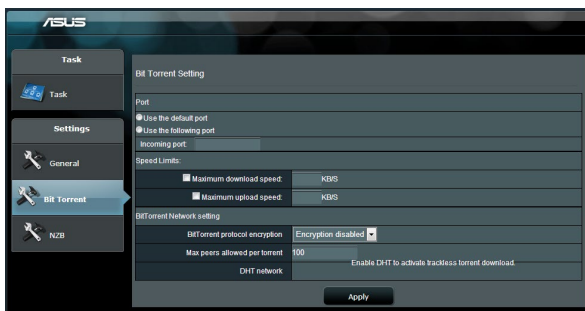 ASUS
Task
Task
Settings
General
Bit Torrent
NZB
Bit Torrent Setting
Port
Use the default port
Use the following port
Incoming port:
Speed Limits:
Maximum download speed: KB/S
Maximum upload speed: KB/S
BitTorrent Network setting
BitTorrent protocol encryption Encryption disabled
Max peers allowed per torrent 100
DHT network Enable DHT to activate trackless torrent download.
Apply